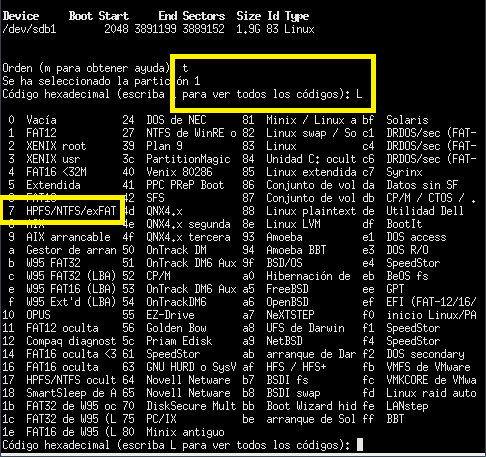 Device Boot Start End Sectors Size Id Type
/dev/sdb1 2048 3891199 3889152 1.9G 83 Linux
Orden (m para obtener ayuda): t
Se ha seleccionado la partición 1
Código hexadecimal (escriba L para ver todos los códigos): L
0 Vacía 24 DOS de NEC 81 Minix / Linux a bf Solaris
1 FAT12 27 NTFS de WinRE o 82 Linux swap / So c1 DRDOS/sec (FAT-
2 XENIX root 39 Plan 9 83 Linux c4 DRDOS/sec (FAT-
3 XENIX usr 3c PartitionMagic 84 Unidad C: ocult c6 DRDOS/sec (FAT-
4 FAT16 <32M 40 Venix 80286 85 Linux extendida c7 Syrinx
5 Extendida 41 PPC PReP Boot 86 Conjunto de vol da Datos sin SF
6 FAT16 42 SFS 87 Conjunto de vol db CP/M / CTOS / .
7 HPFS/NTFS/exFAT 4d QNX4.x 88 Linux plaintext de Utilidad Dell
8 AIX 4e QNX4.x segunda 8e Linux LVM df BootIt
9 AIX arrancable 4f QNX4.x tercera 93 Amoeba e1 DOS access
a Gestor de arran 50 OnTrack DM 94 Amoeba BBT e3 DOS R/O
b W95 FAT32 51 OnTrack DM6 Aux 9f BSD/OS e4 SpeedStor
c W95 FAT32 (LBA) 52 CP/M a0 Hibernación de eb BeOS fs
e W95 FAT16 (LBA) 53 OnTrack DM6 Aux a5 FreeBSD ee GPT
f W95 Ext'd (LBA) 54 OnTrackDM6 a6 OpenBSD ef EFI (FAT-12/16/
10 OPUS 55 EZ-Drive a7 NeXTSTEP f0 inicio Linux/PA
11 FAT12 oculta 56 Golden Bow a8 UFS de Darwin f1 SpeedStor
12 Compaq diagnost 5c Priam Edisk a9 NetBSD f4 SpeedStor
14 FAT16 oculta <3 61 SpeedStor ab arranque de Dar f2 DOS secondary
16 FAT16 oculta 63 GNU HURD o SysV af HFS / HFS+ fb VMFS de VMware
17 HPFS/NTFS ocult 64 Novell Netware b7 BSDI fs fc VMKCORE de VMwar
18 SmartSleep de A 65 Novell Netware b8 BSDI swap fd Linux raid auto
1b FAT32 de W95 oc 70 DiskSecure Mult bb Boot Wizard hid fe LANstep
1c FAT32 de W95 (L 75 PC/IX be arranque de Sol ff BBT
1e FAT16 de W95 (L 80 Minix antiguo
Código hexadecimal (escriba L para ver todos los códigos):